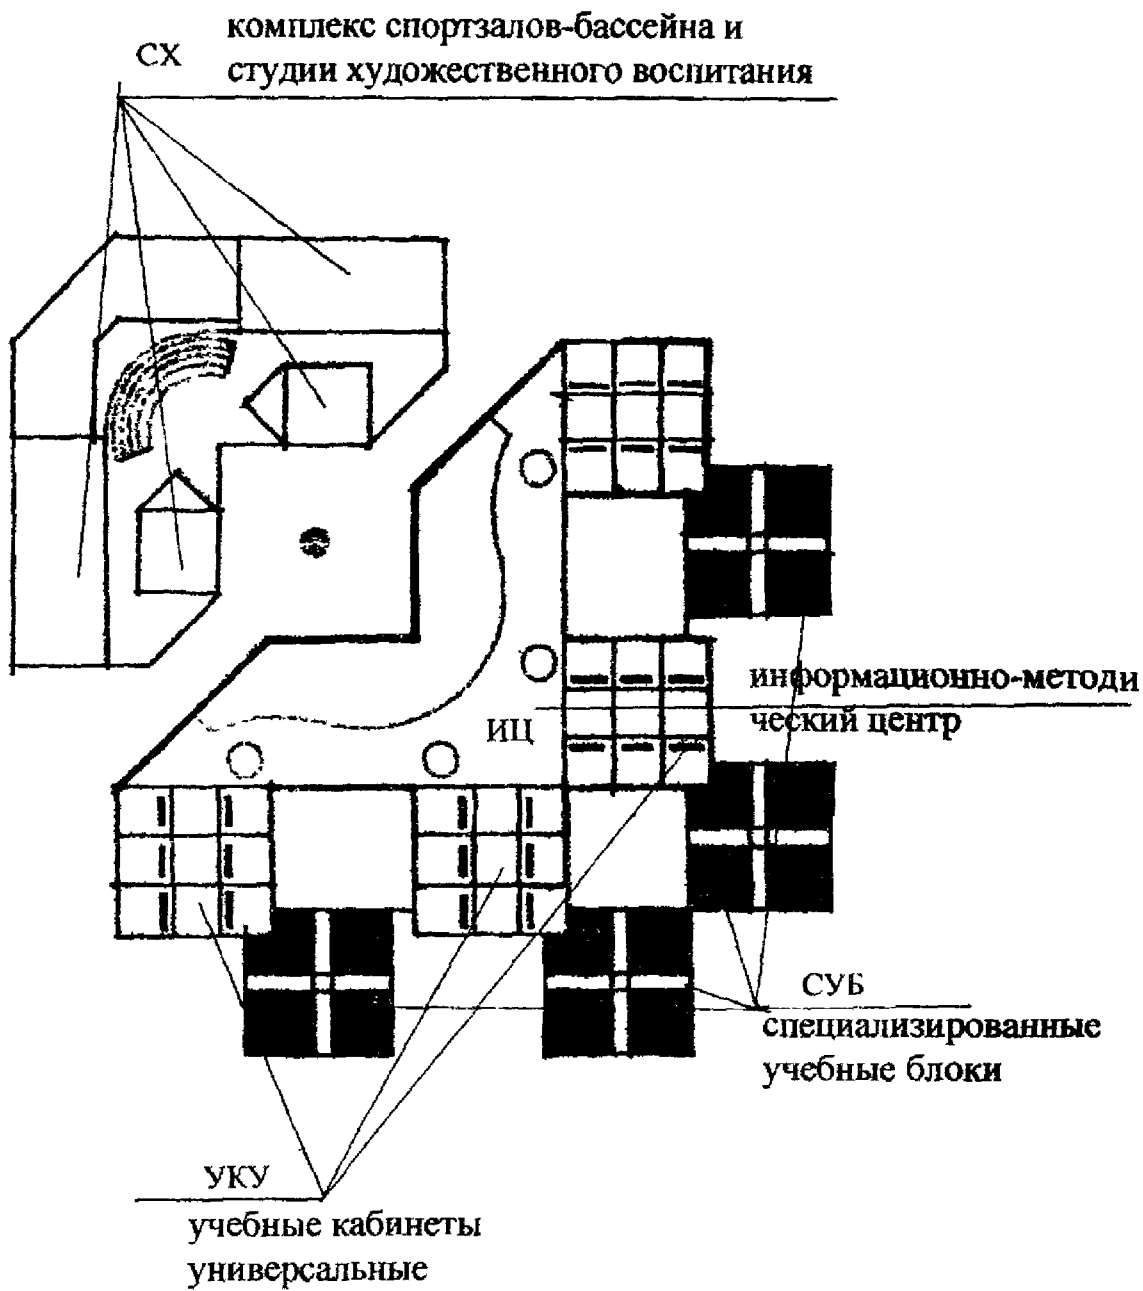 СХ
комплекс спортзалов-бассейна и
студии художественного воспитания
информационно-методи
ческий центр
ИЦ
СУБ
специализированные
учебные блоки
УКУ
учебные кабинеты
универсальные